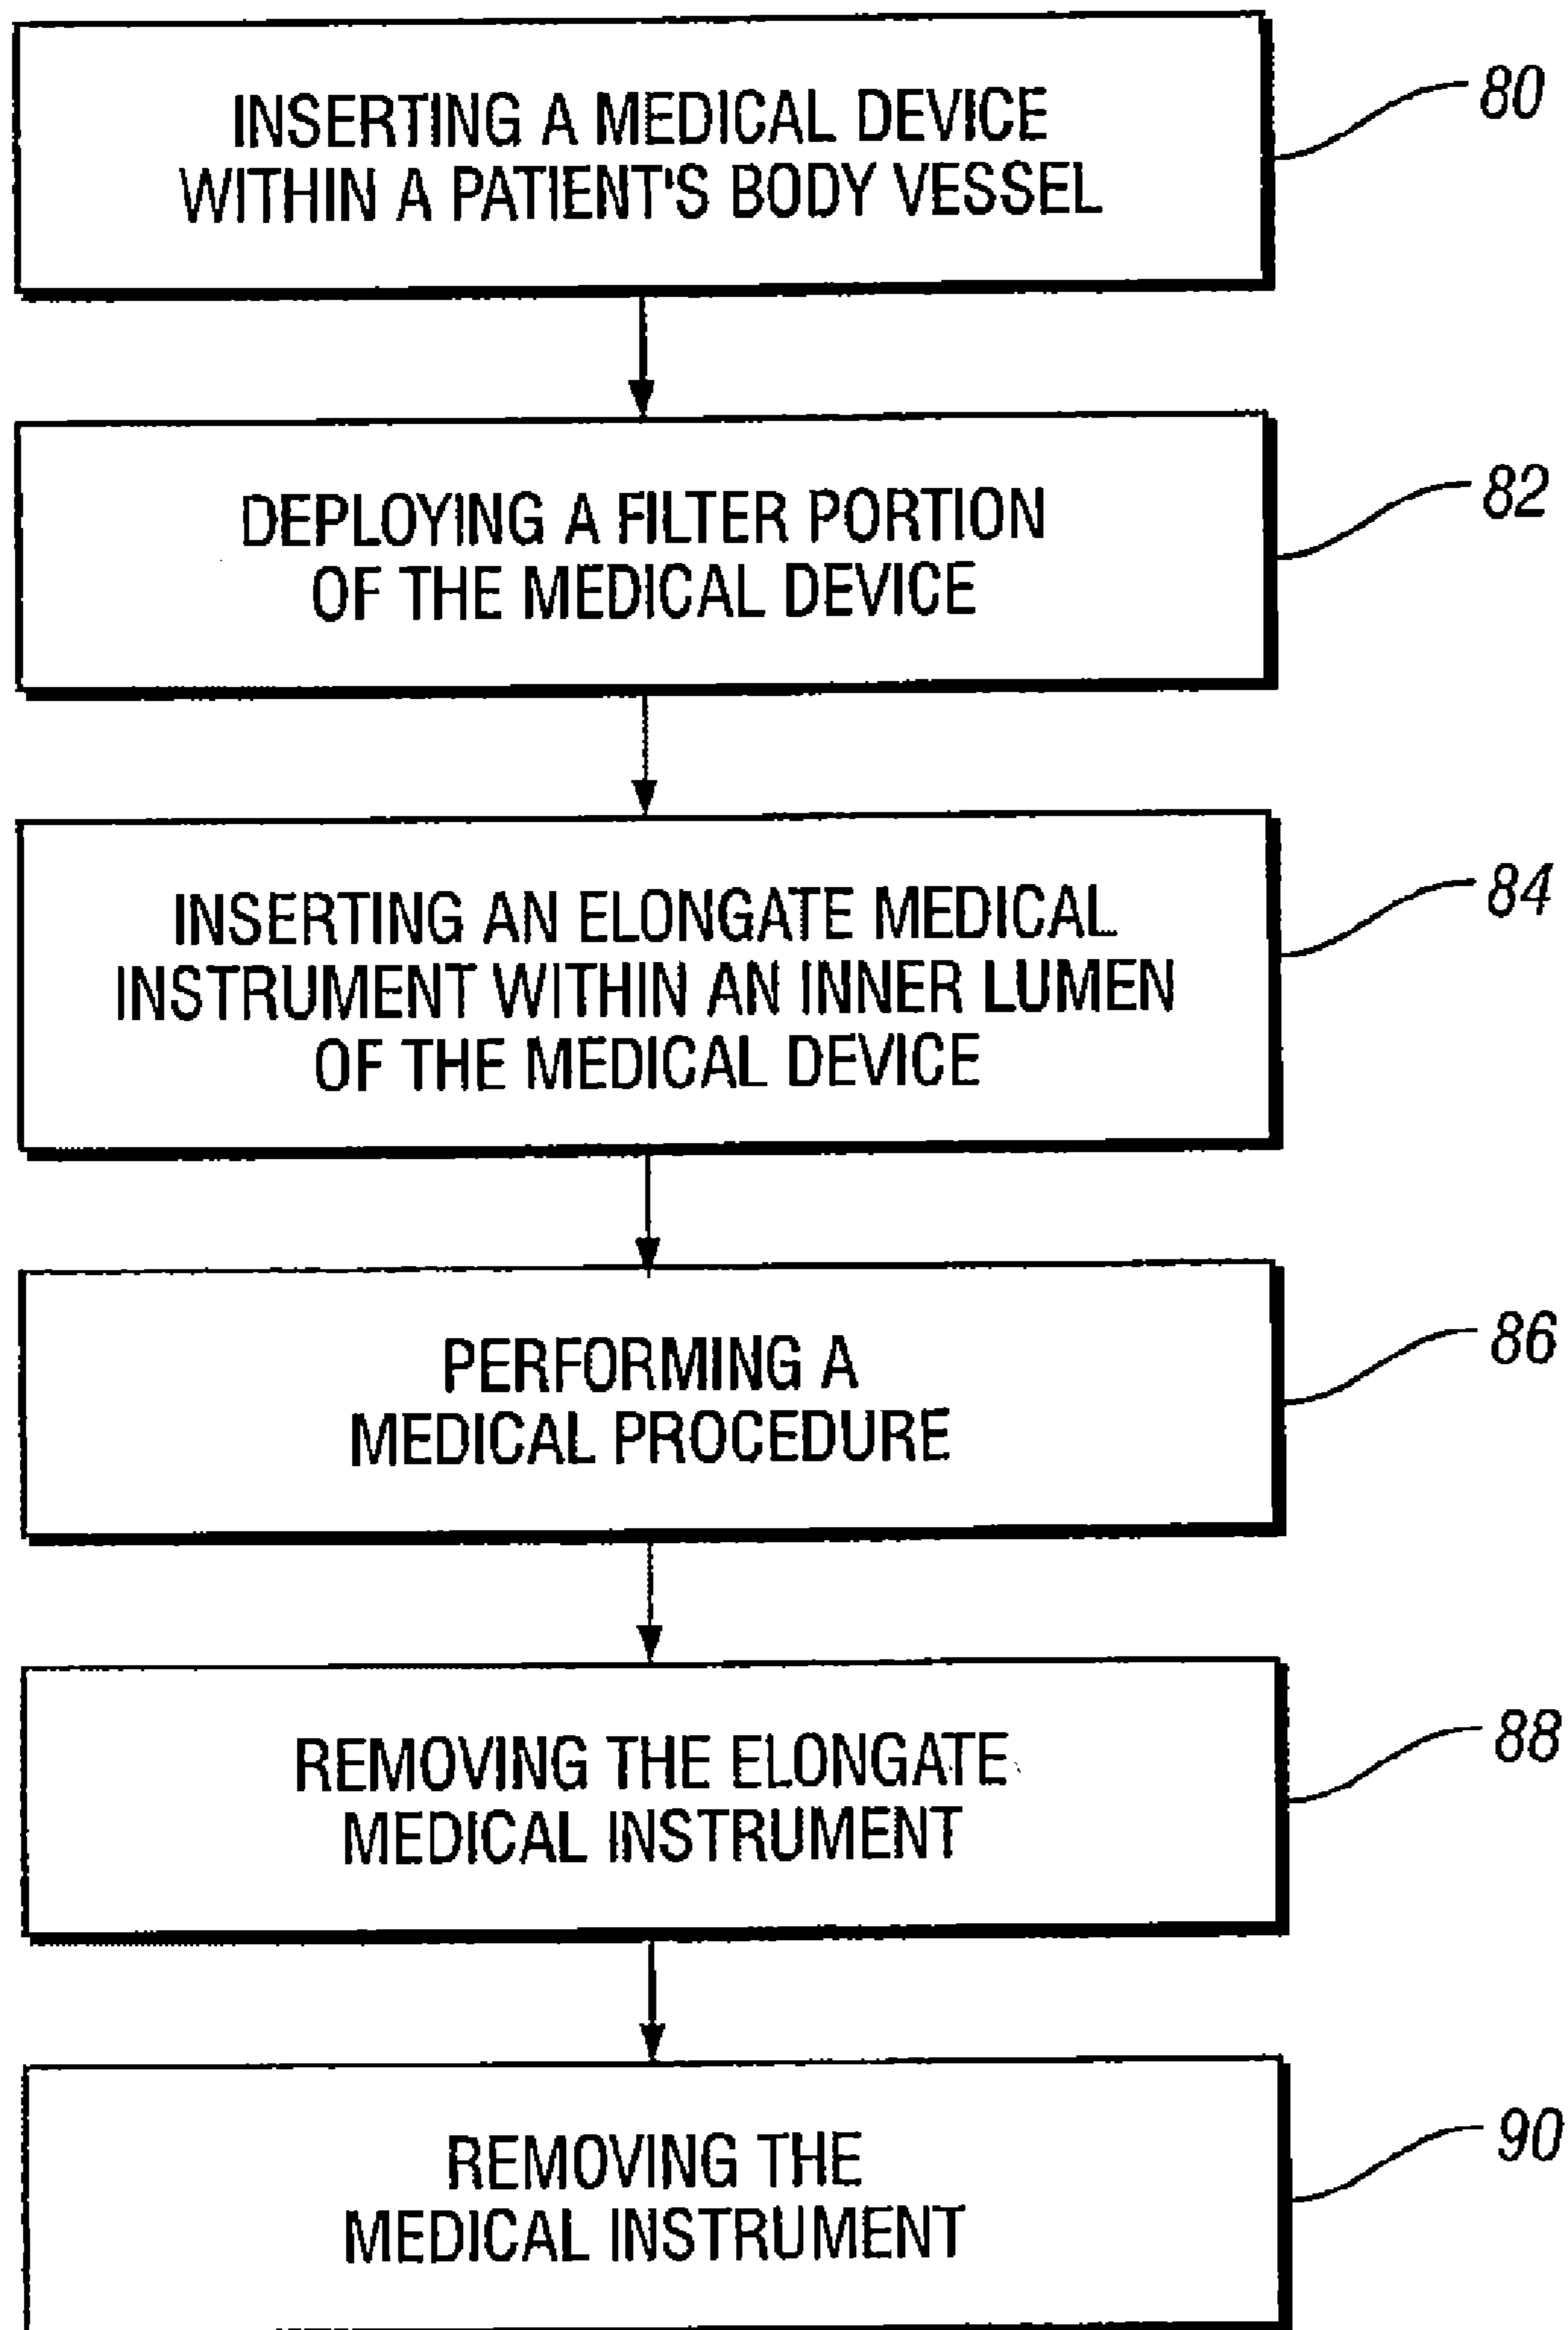 INSERTING A MEDICAL DEVICE
WITHIN A PATIENT'S BODY VESSEL
80
DEPLOYING A FILTER PORTION
OF THE MEDICAL DEVICE
82
INSERTING AN ELONGATE MEDICAL
INSTRUMENT WITHIN AN INNER LUMEN
OF THE MEDICAL DEVICE
84
PERFORMING A
MEDICAL PROCEDURE
86
REMOVING THE ELONGATE
MEDICAL INSTRUMENT
88
REMOVING THE
MEDICAL INSTRUMENT
90